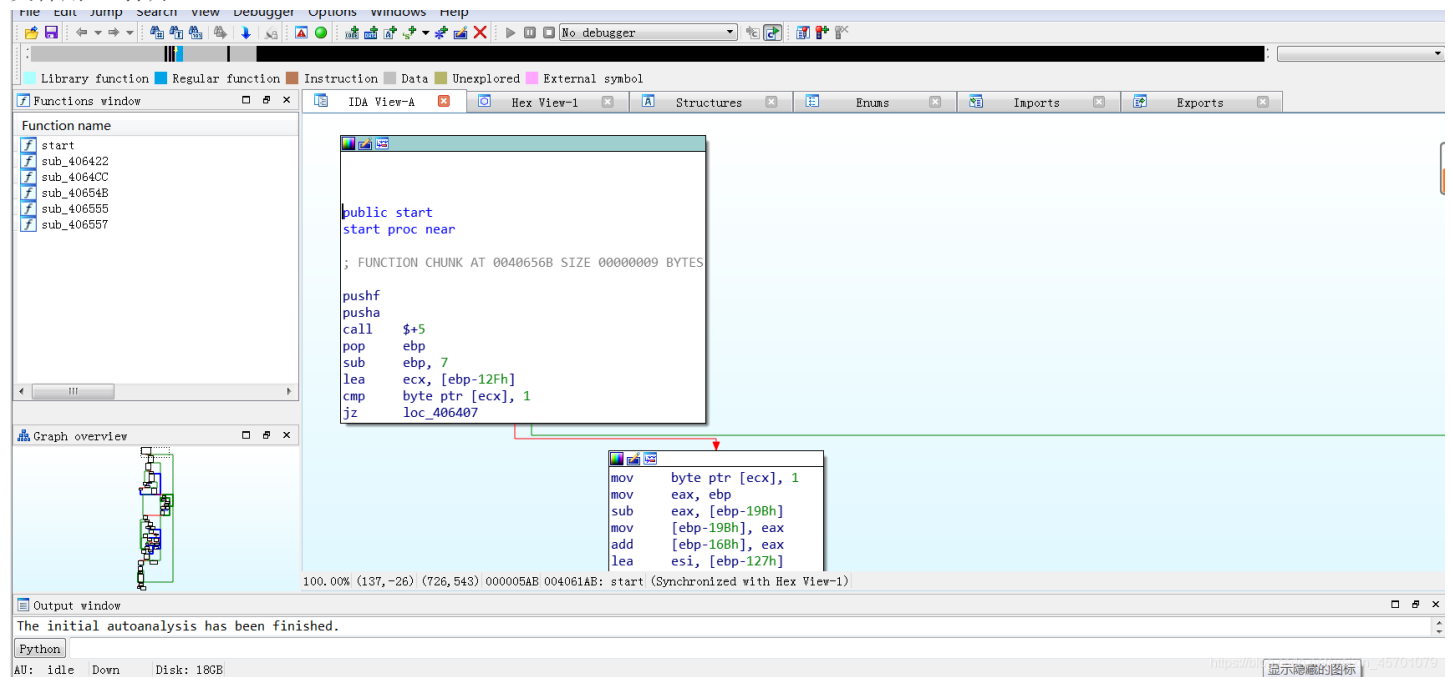 File Edit Jump Search View Debugger Options Windows Help
No debugger
Library function Regular function Instruction Data Unexplored External symbol
Functions window
Function name
start
sub_406422
sub_4064CC
sub_40654B
sub_406555
sub_406557
Graph overview
IDA View-A Hex View-1 Structures Enums Imports Exports
public start
start proc near
; FUNCTION CHUNK AT 0040656B SIZE 00000009 BYTES
pushf
pusha
call $+5
pop ebp
sub ebp, 7
lea ecx, [ebp-12Fh]
cmp byte ptr [ecx], 1
jz loc_406407
mov byte ptr [ecx], 1
mov eax, ebp
sub eax, [ebp-19Bh]
mov [ebp-19Bh], eax
add [ebp-16Bh], eax
lea esi, [ebp-127h]
100.00% (137,-26) (726,543) 000005AB 004061AB: start (Synchronized with Hex View-1)
Output window
The initial autoanalysis has been finished.
Python
AU: idle Down Disk: 18GB
显示隐藏的图标